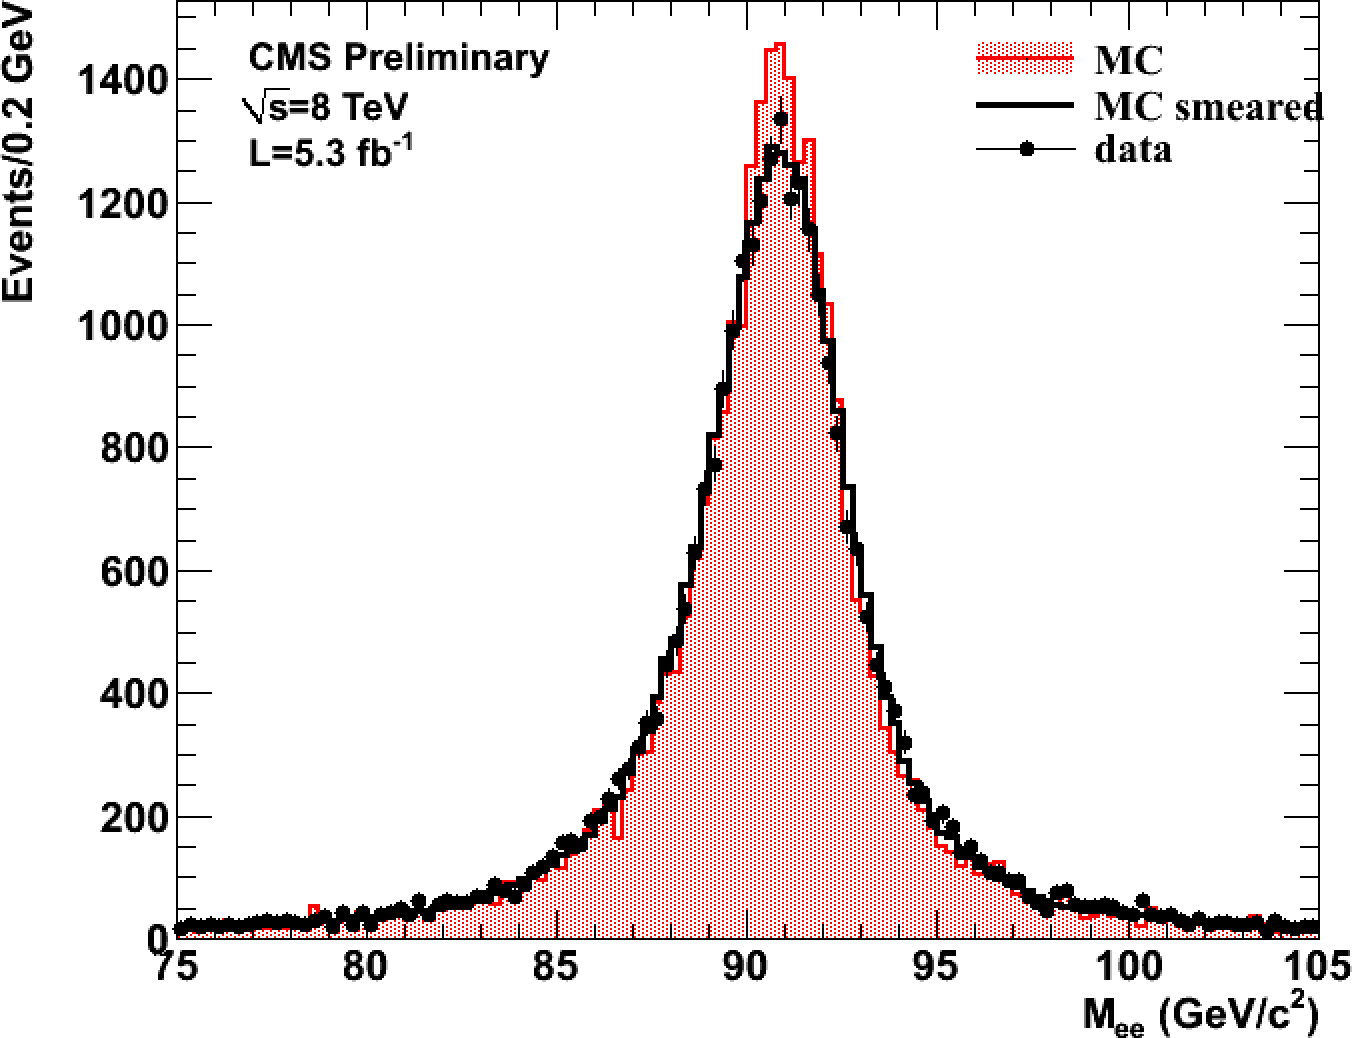 Events/0.2 GeV
CMS Preliminary
√s=8 TeV
L=5.3 fb⁻¹
MC
MC smeared
data
1400
1200
1000
800
600
400
200
0
75 80 85 90 95 100 105
Mₑₑ (GeV/c²)